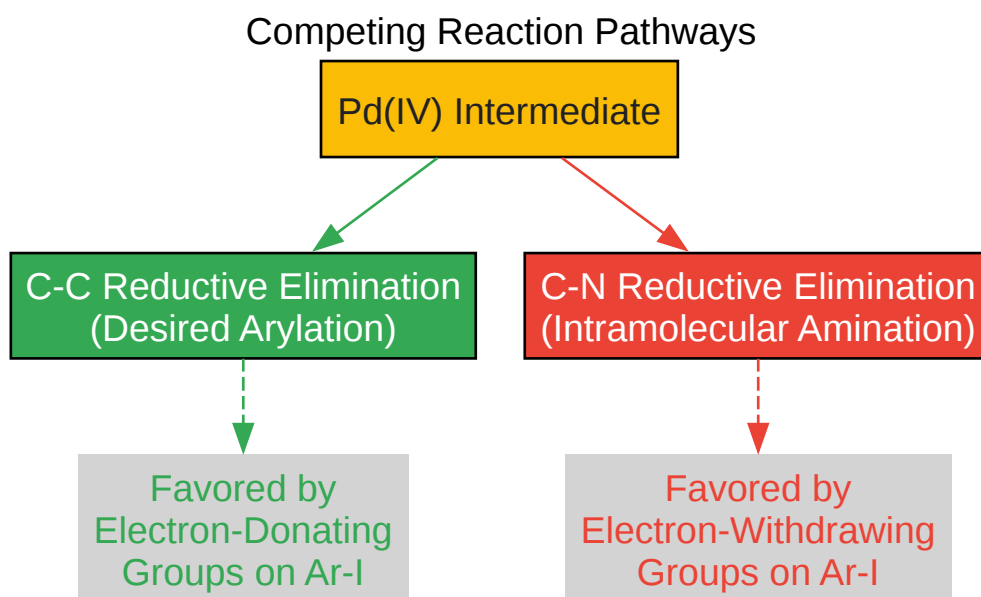 Competing Reaction Pathways
Pd(IV) Intermediate
C-C Reductive Elimination
(Desired Arylation)
C-N Reductive Elimination
(Intramolecular Amination)
Favored by
Electron-Donating
Groups on Ar-I
Favored by
Electron-Withdrawing
Groups on Ar-I